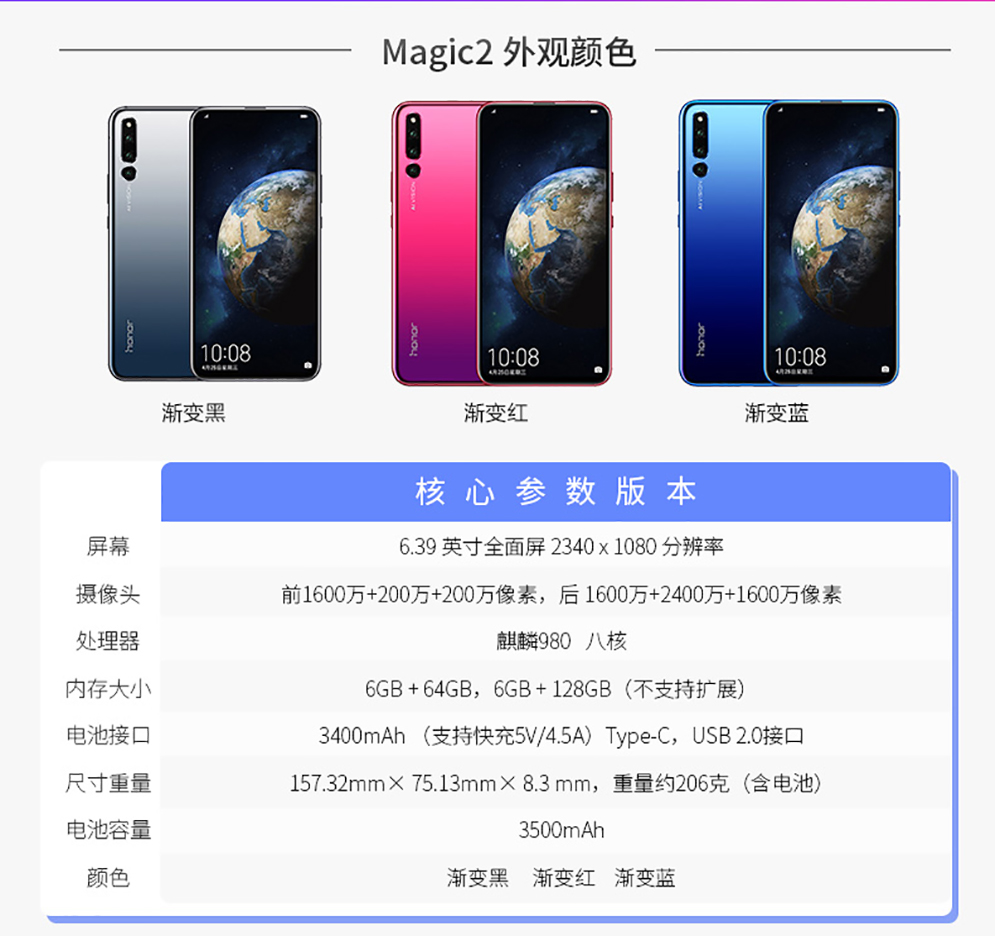 Magic2 外观颜色
AI VISION
honor
10:08
4月25日星期三
AI VISION
honor
10:08
4月25日星期三
AI VISION
honor
10:08
4月25日星期三
渐变黑
渐变红
渐变蓝
核心参数版本
屏幕 6.39 英寸全面屏 2340 x 1080 分辨率
摄像头 前1600万+200万+200万像素，后 1600万+2400万+1600万像素
处理器 麒麟980 八核
内存大小 6GB + 64GB，6GB + 128GB（不支持扩展）
电池接口 3400mAh （支持快充5V/4.5A）Type-C，USB 2.0接口
尺寸重量 157.32mm× 75.13mm× 8.3 mm，重量约206克（含电池）
电池容量 3500mAh
颜色 渐变黑 渐变红 渐变蓝